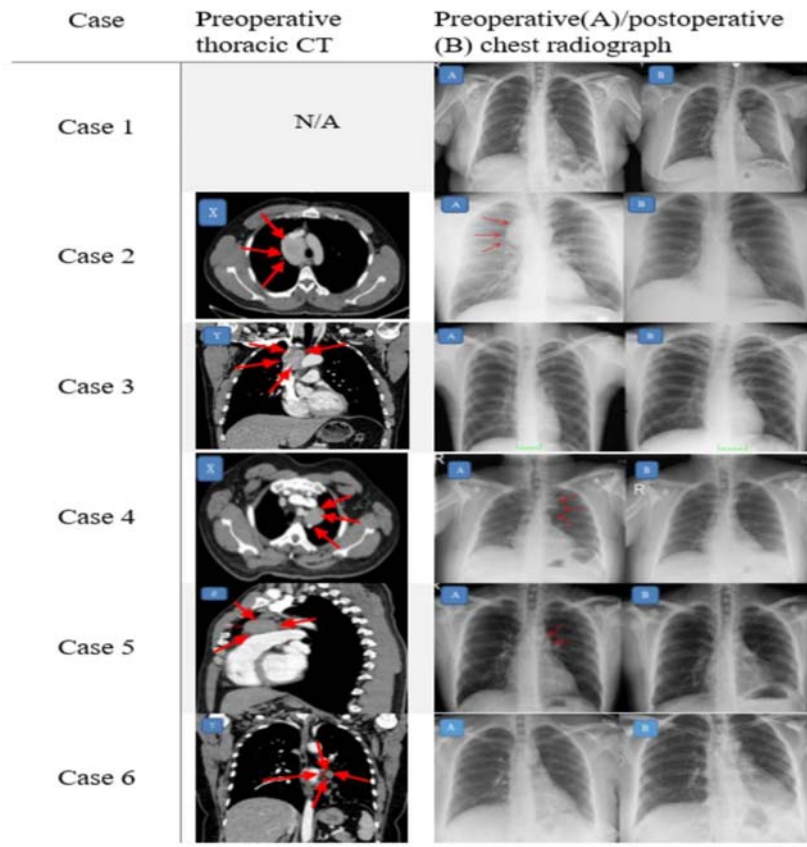 Case Preoperative Preoperative(A)/postoperative
thoracic CT (B) chest radiograph
Case 1 N/A A B
Case 2 X A B
Case 3 Y A B
Case 4 X R A B R
Case 5 A B
Case 6 Y A B